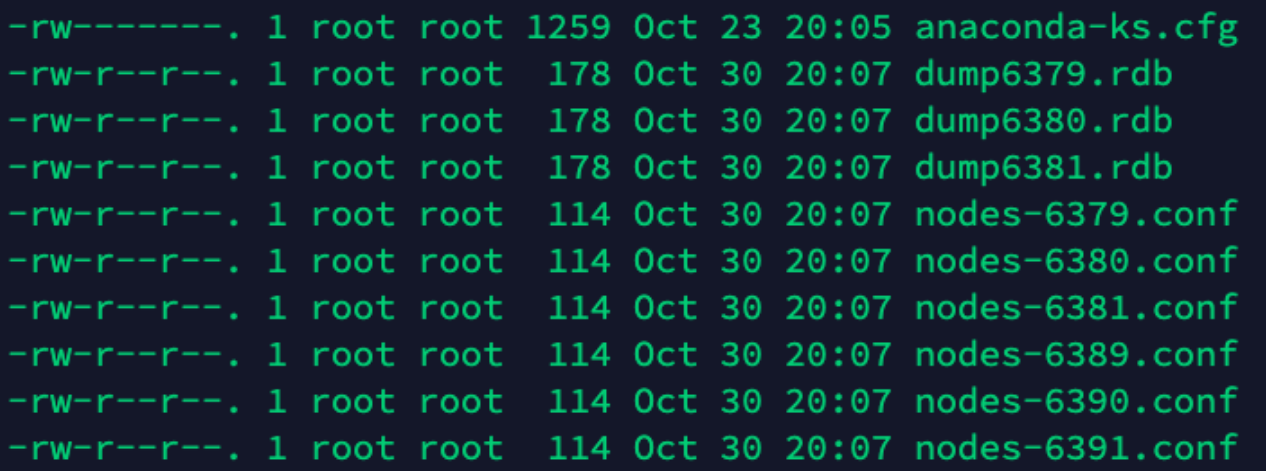 -rw-------. 1 root root 1259 Oct 23 20:05 anaconda-ks.cfg
-rw-r--r--. 1 root root  178 Oct 30 20:07 dump6379.rdb
-rw-r--r--. 1 root root  178 Oct 30 20:07 dump6380.rdb
-rw-r--r--. 1 root root  178 Oct 30 20:07 dump6381.rdb
-rw-r--r--. 1 root root  114 Oct 30 20:07 nodes-6379.conf
-rw-r--r--. 1 root root  114 Oct 30 20:07 nodes-6380.conf
-rw-r--r--. 1 root root  114 Oct 30 20:07 nodes-6381.conf
-rw-r--r--. 1 root root  114 Oct 30 20:07 nodes-6389.conf
-rw-r--r--. 1 root root  114 Oct 30 20:07 nodes-6390.conf
-rw-r--r--. 1 root root  114 Oct 30 20:07 nodes-6391.conf